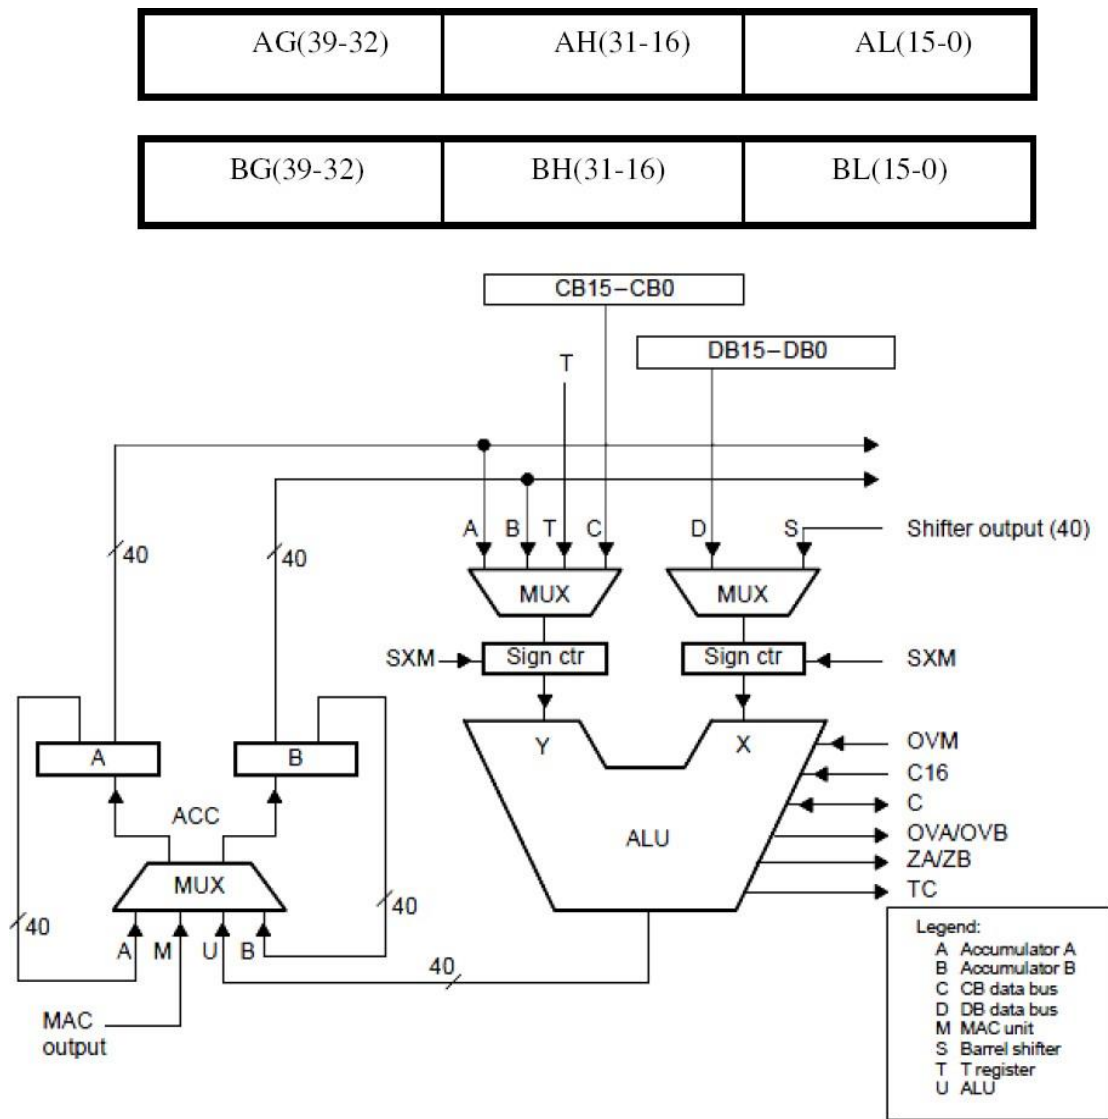 AG(39-32) AH(31-16) AL(15-0)
BG(39-32) BH(31-16) BL(15-0)
CB15–CB0
DB15–DB0
T
A B T C D S Shifter output (40)
40 40
MUX MUX
SXM Sign ctr Sign ctr SXM
Y X
OVM
A B
C16
C
ACC
ALU OVA/OVB
ZA/ZB
MUX
TC
40 40
A M U B
40
MAC
output
Legend:
A Accumulator A
B Accumulator B
C CB data bus
D DB data bus
M MAC unit
S Barrel shifter
T T register
U ALU